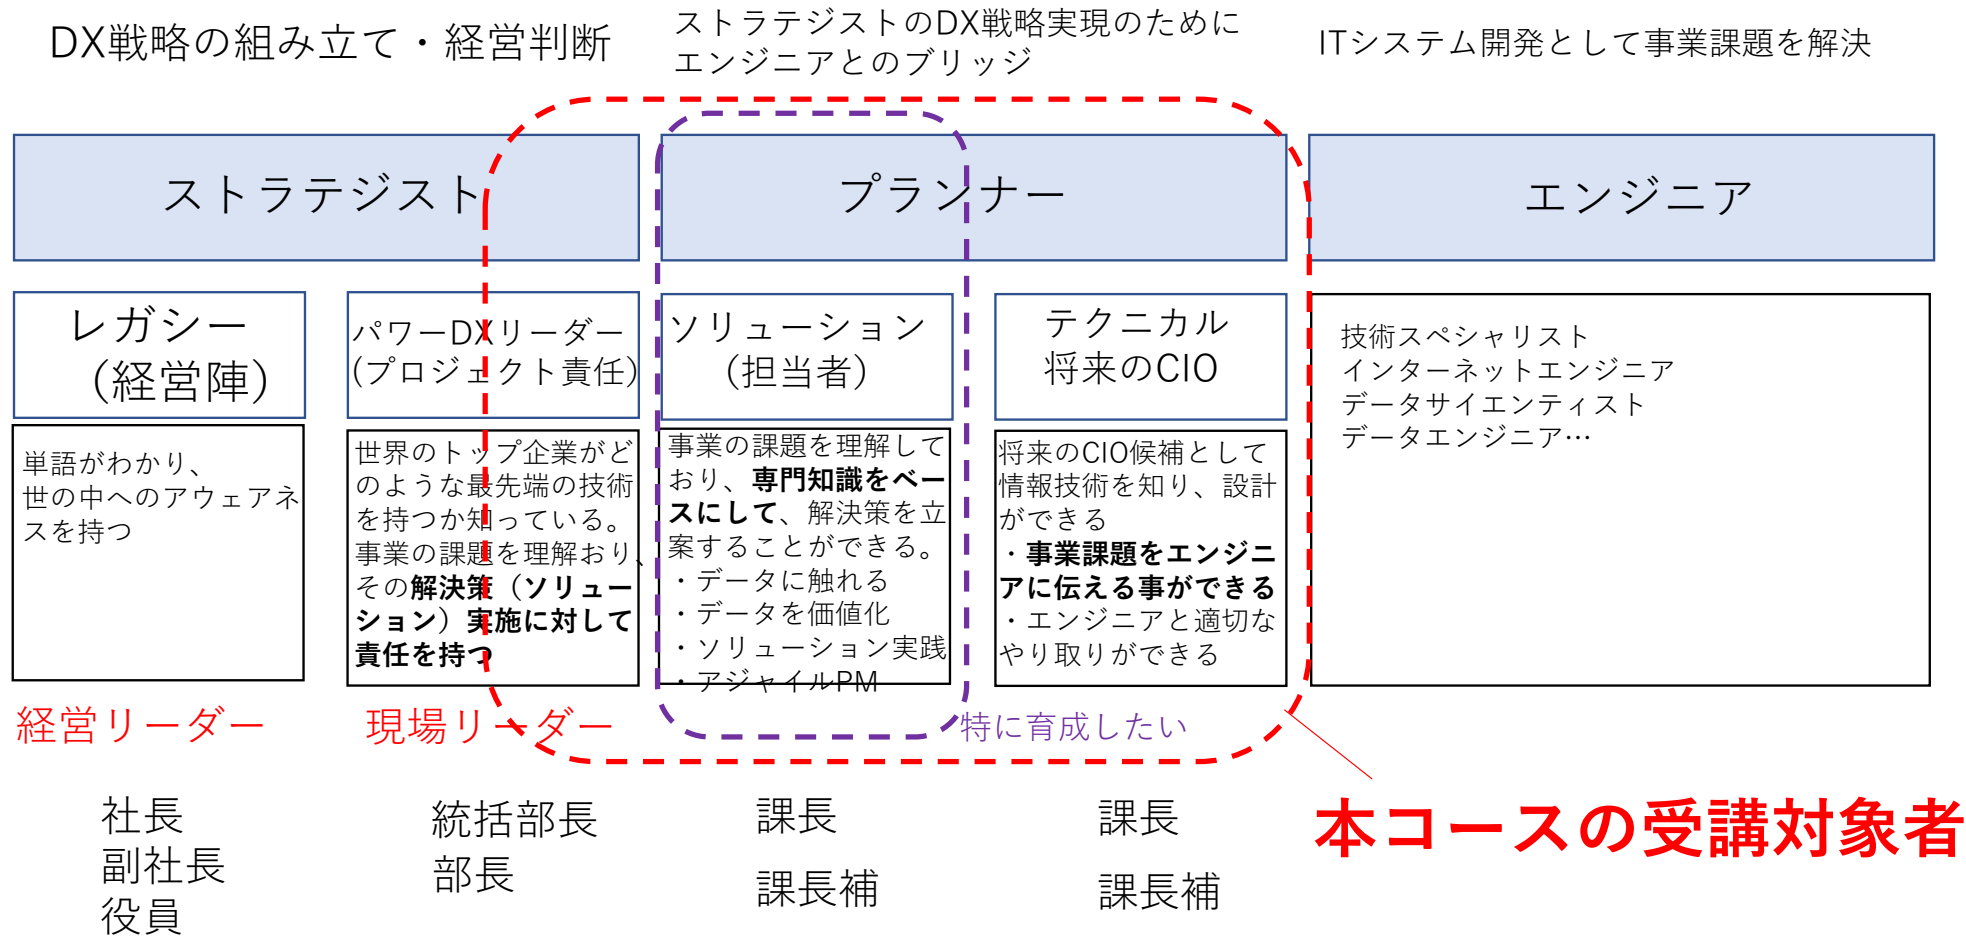 DX戦略の組み立て・経営判断
ストラテジストのDX戦略実現のために
エンジニアとのブリッジ
ITシステム開発として事業課題を解決
ストラテジスト
プランナー
エンジニア
レガシー
（経営陣）
パワーDXリーダー
(プロジェクト責任)
ソリューション
(担当者)
テクニカル
将来のCIO
単語がわかり、
世の中へのアウェアネ
スを持つ
世界のトップ企業がど
のような最先端の技術
を持つか知っている。
事業の課題を理解おり、
その解決策（ソリュー
ション）実施に対して
責任を持つ
事業の課題を理解して
おり、専門知識をベー
スにして、解決策を立
案することができる。
・データに触れる
・データを価値化
・ソリューション実践
・アジャイルPM
将来のCIO候補として
情報技術を知り、設計
ができる
・事業課題をエンジニ
アに伝える事ができる
・エンジニアと適切な
やり取りができる
技術スペシャリスト
インターネットエンジニア
データサイエンティスト
データエンジニア…
経営リーダー
現場リーダー
特に育成したい
社長
副社長
役員
統括部長
部長
課長
課長補
課長
課長補
本コースの受講対象者